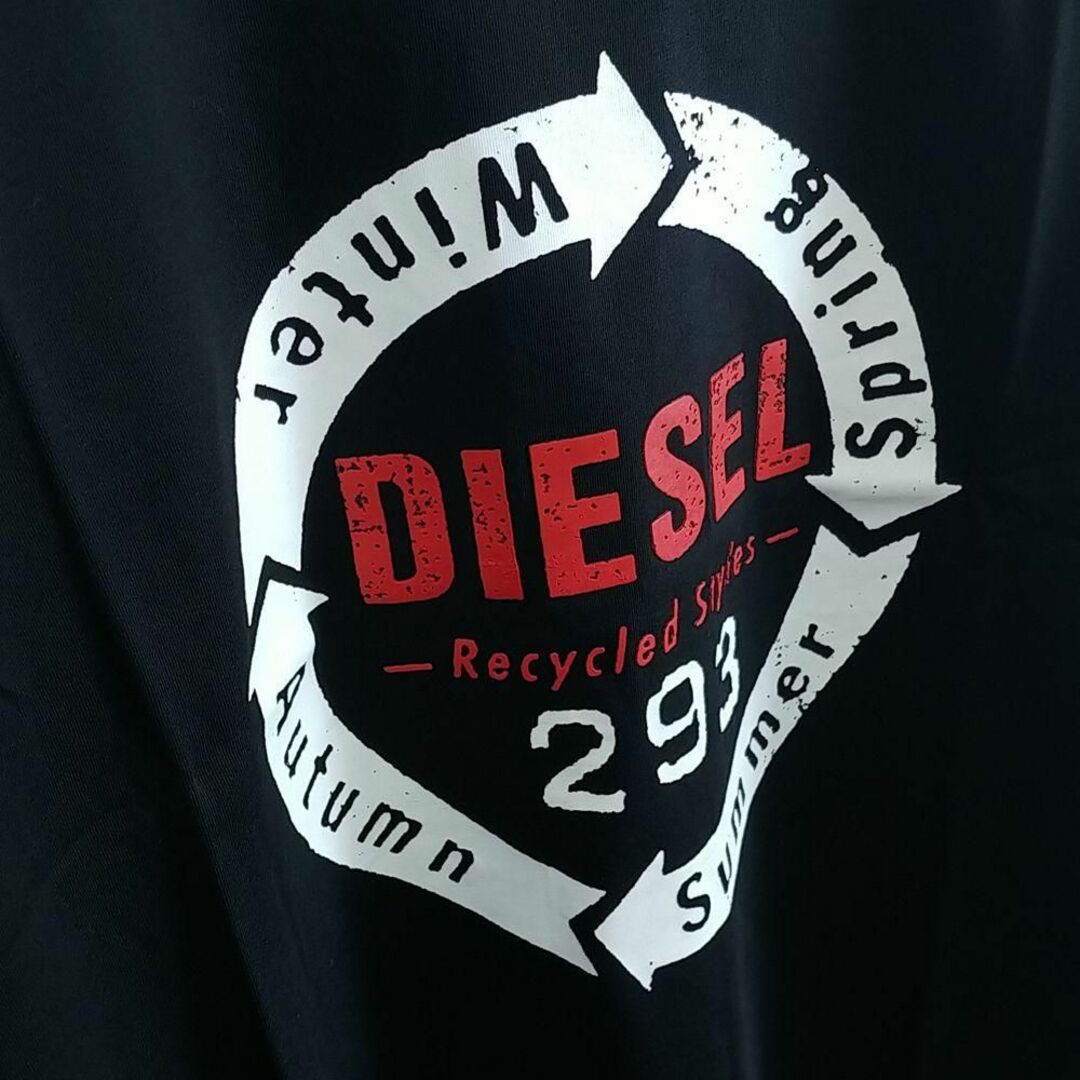 Winter
Spring
DIESEL
— Recycled Styles —
293
Summer
Autumn